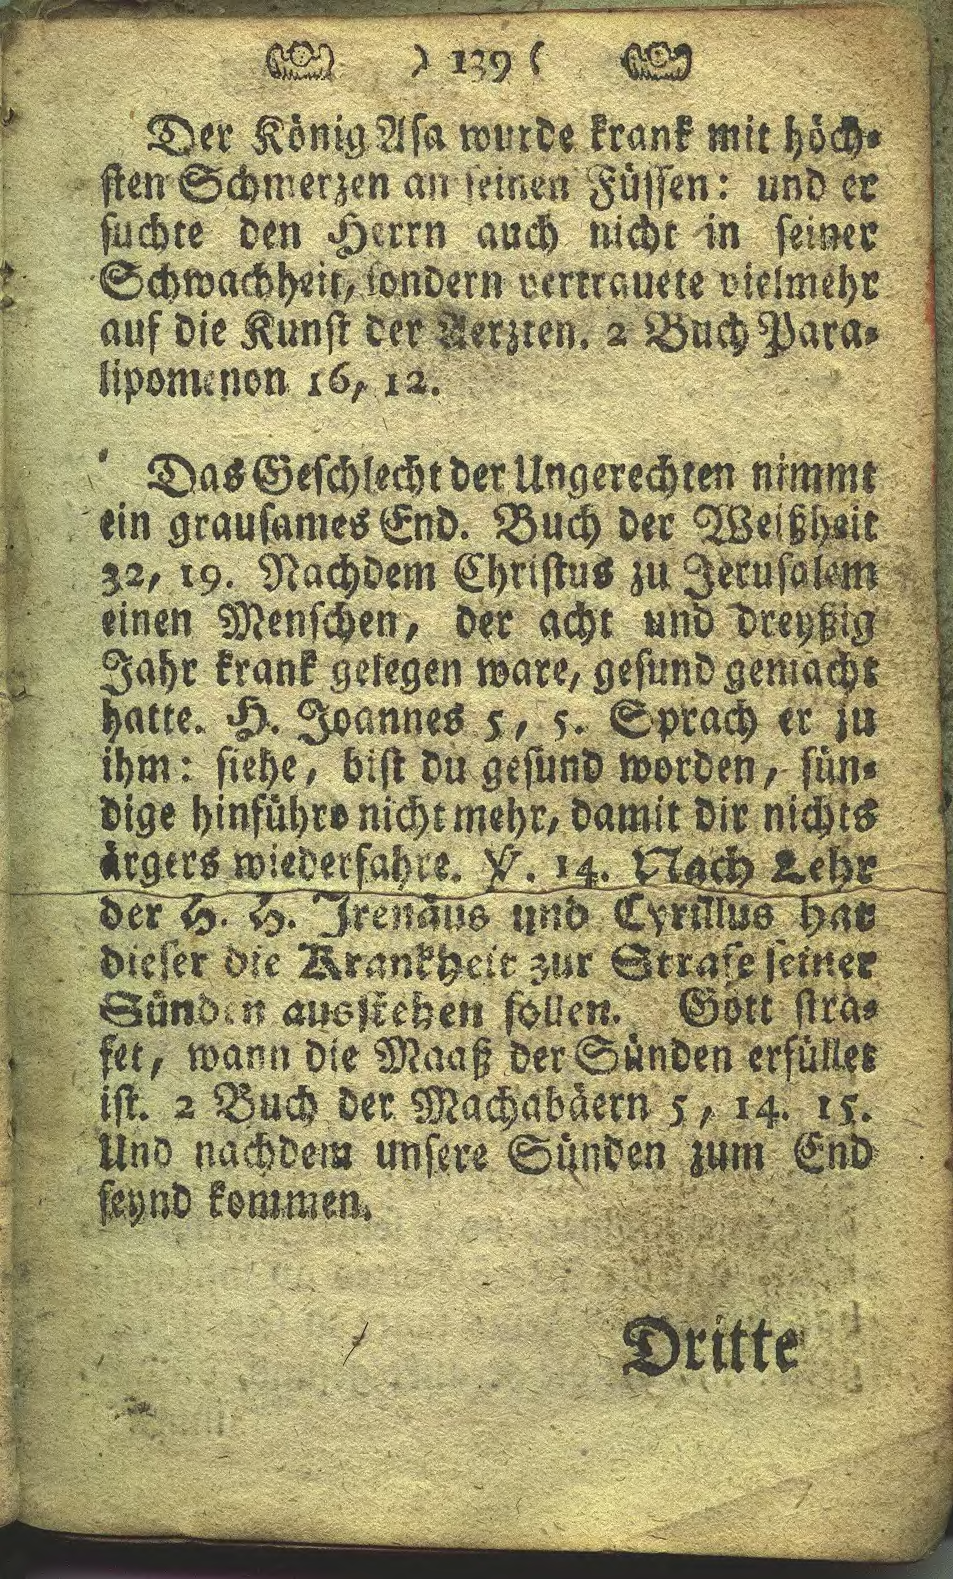 ) 139 (
Der König Asa wurde krank mit höch-
sten Schmerzen an seinen Füssen: und er
suchte den Herrn auch nicht in seiner
Schwachheit, sondern vertrauete vielmehr
auf die Kunst der Aerzten. 2 Buch Para-
lipomenon 16, 12.
Das Geschlecht der Ungerechten nimmt
ein grausames End. Buch der Weißheit
32, 19. Nachdem Christus zu Jerusalem
einen Menschen, der acht und dreyßig
Jahr krank gelegen ware, gesund gemacht
hatte. H. Joannes 5, 5. Sprach er zu
ihm: siehe, bist du gesund worden, sün-
dige hinführo nicht mehr, damit dir nichts
ärgers wiederfahre. V. 14. Nach Lehr
der H. H. Irenäus und Cyrillus hat
dieser die Krankheit zur Strafe seiner
Sünden ausstehen sollen. Gott stra-
fet, wann die Maaß der Sünden erfüllet
ist. 2 Buch der Machabäern 5, 14. 15.
Und nachdem unsere Sünden zum End
seynd kommen.
Dritte